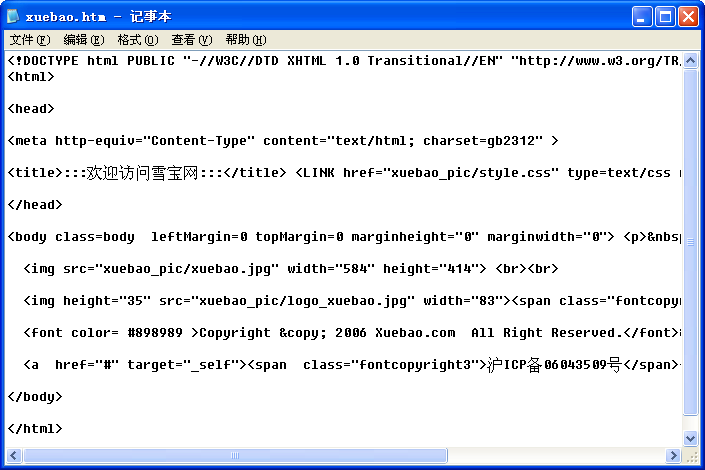 xuebao.htm - 记事本
文件(F) 编辑(E) 格式(O) 查看(V) 帮助(H)
<!DOCTYPE html PUBLIC "-//W3C//DTD XHTML 1.0 Transitional//EN" "http://www.w3.org/TR/
<html>
<head>
<meta http-equiv="Content-Type" content="text/html; charset=gb2312" >
<title>:::欢迎访问雪宝网:::</title> <LINK href="xuebao_pic/style.css" type=text/css
</head>
<body class=body  leftMargin=0 topMargin=0 marginheight="0" marginwidth="0"> <p>&nbsp
<img src="xuebao_pic/xuebao.jpg" width="584" height="414"> <br><br>
<img height="35" src="xuebao_pic/logo_xuebao.jpg" width="83"><span class="fontcopyr
<font color= #898989 >Copyright &copy; 2006 Xuebao.com  All Right Reserved.</font>
<a  href="#" target="_self"><span  class="fontcopyright3">沪ICP备06043509号</span>
</body>
</html>